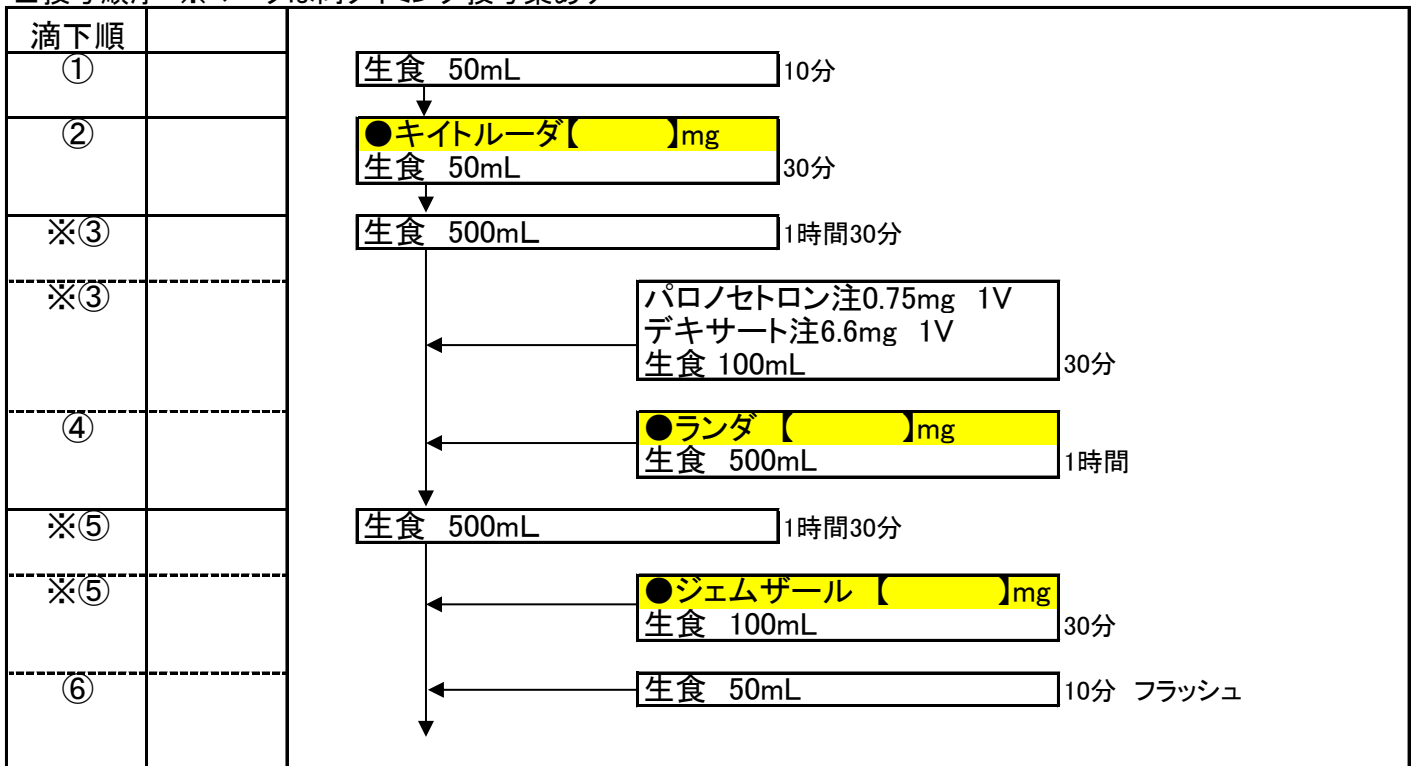 滴下順
①
生食 50mL 10分
②
●キイトルーダ【 】mg
生食 50mL 30分
※③
生食 500mL 1時間30分
※③
パロノセトロン注0.75mg 1V
デキサート注6.6mg 1V
生食 100mL 30分
④
●ランダ 【 】mg
生食 500mL 1時間
※⑤
生食 500mL 1時間30分
※⑤
●ジェムザール 【 】mg
生食 100mL 30分
⑥
生食 50mL 10分 フラッシュ